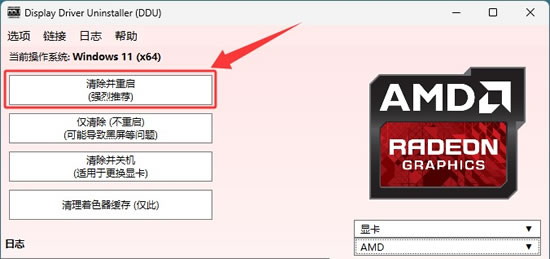 Display Driver Uninstaller (DDU)
选项 链接 日志 帮助
当前操作系统: Windows 11 (x64)
清除并重启
(强烈推荐)
仅清除 (不重启)
(可能导致黑屏等问题)
清除并关机
(适用于更换显卡)
清理着色器缓存 (仅此)
日志
AMD
RADEON
GRAPHICS
显卡
AMD